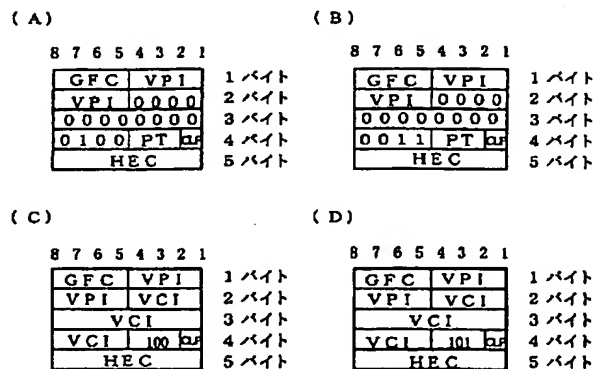 (A)
8 7 6 5 4 3 2 1
GFC VPI 1バイト
VPI 0000 2バイト
00000000 3バイト
0100 PT CLP 4バイト
HEC 5バイト
(B)
8 7 6 5 4 3 2 1
GFC VPI 1バイト
VPI 0000 2バイト
00000000 3バイト
0011 PT CLP 4バイト
HEC 5バイト
(C)
8 7 6 5 4 3 2 1
GFC VPI 1バイト
VPI VCI 2バイト
VCI 3バイト
VCI 100 CLP 4バイト
HEC 5バイト
(D)
8 7 6 5 4 3 2 1
GFC VPI 1バイト
VPI VCI 2バイト
VCI 3バイト
VCI 101 CLP 4バイト
HEC 5バイト